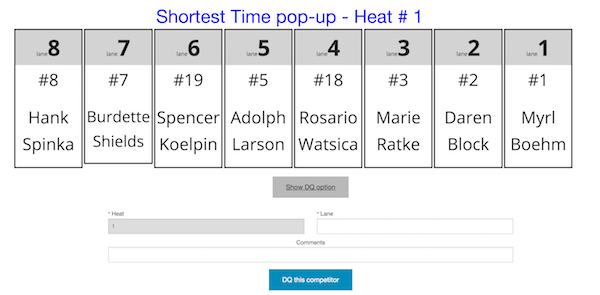 Shortest Time pop-up - Heat # 1
lane 8 lane 7 lane 6 lane 5 lane 4 lane 3 lane 2 lane 1
#8 #7 #19 #5 #18 #3 #2 #1
Hank Burdette Spencer Adolph Rosario Marie Daren Myrl
Spinka Shields Koelpin Larson Watsica Ratke Block Boehm
Show DQ option
* Heat * Lane
1
Comments
DQ this competitor